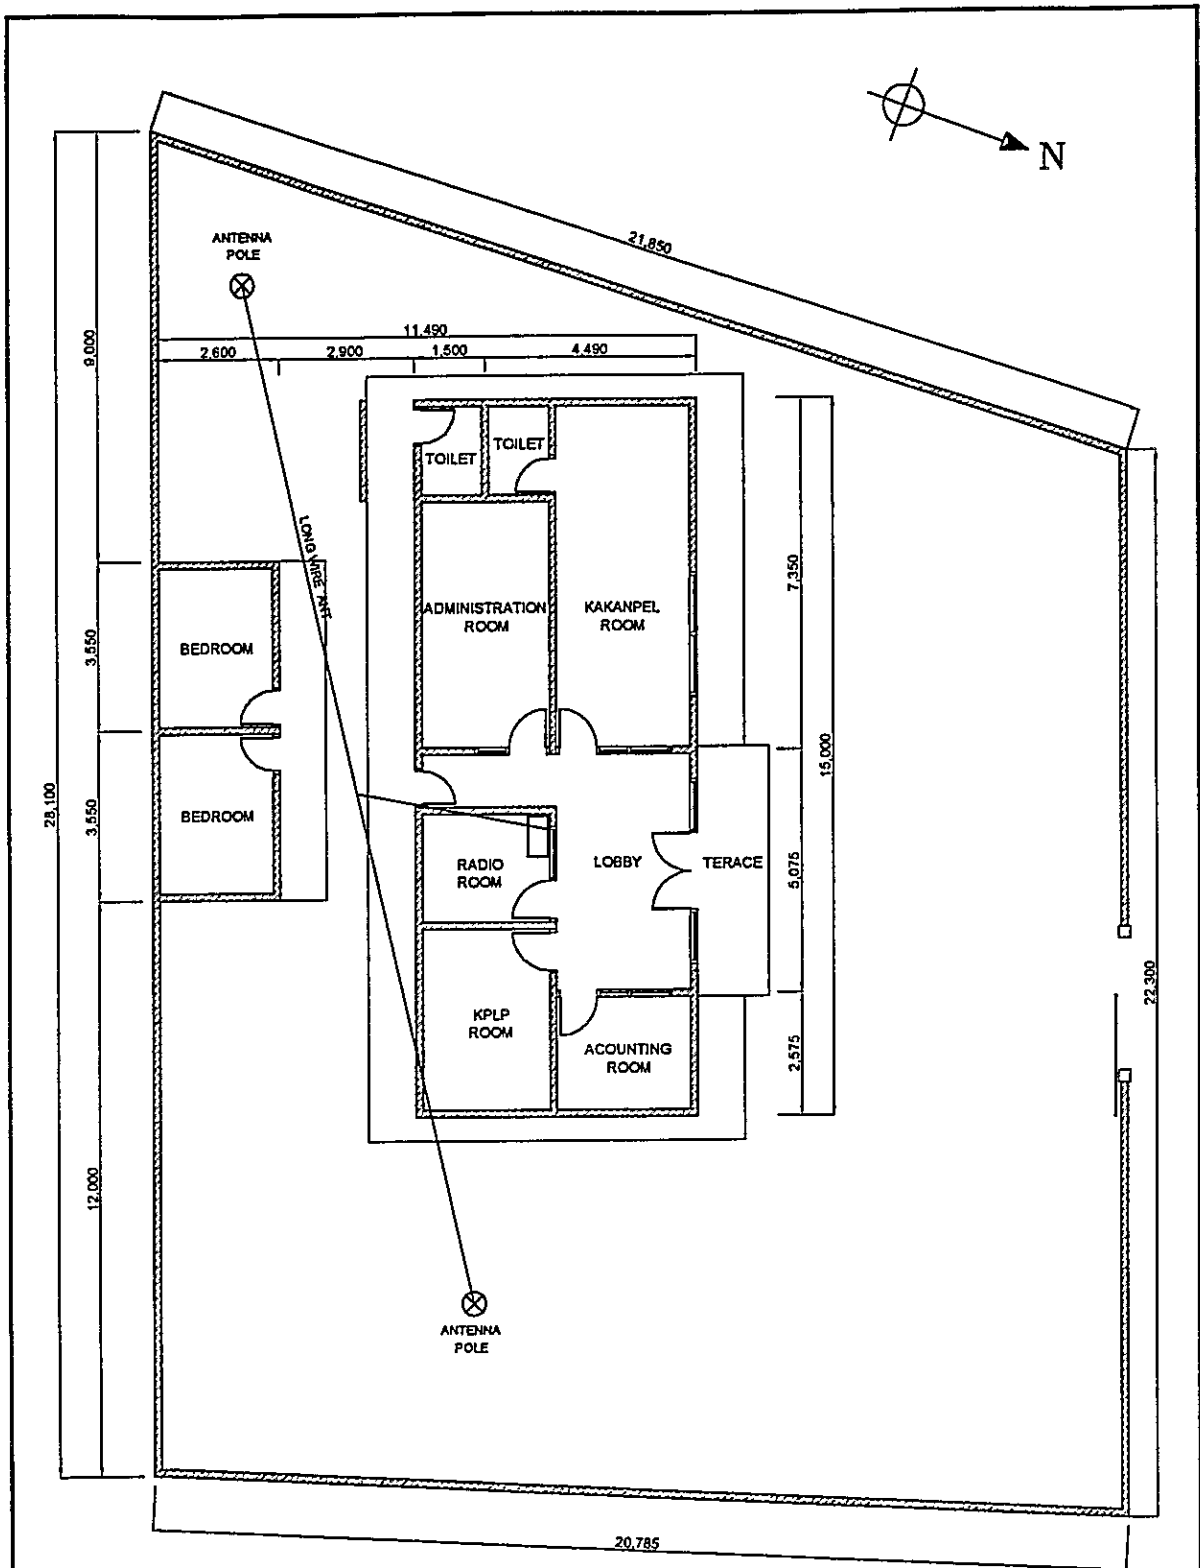 N
21,850
ANTENNA
POLE
11,490
2,600
2,900
1,500
4,490
9,000
TOILET
TOILET
LONG WIRE ANT
7,350
ADMINISTRATION
ROOM
KAKANPEL
ROOM
3,550
BEDROOM
15,000
28,100
3,550
BEDROOM
RADIO
ROOM
LOBBY
TERACE
5,075
22,300
KPLP
ROOM
ACOUNTING
ROOM
2,575
12,000
ANTENNA
POLE
20,785